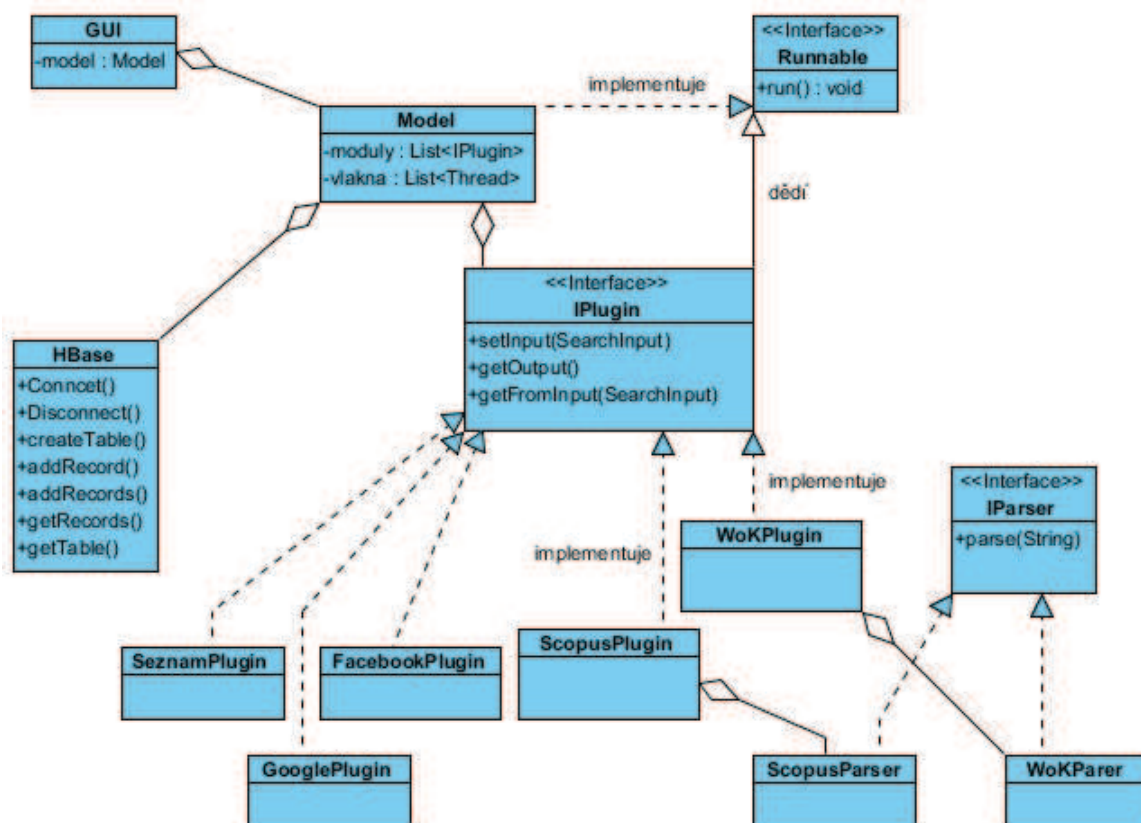 GUI
-model : Model
<<Interface>>
Runnable
+run() : void
implementuje
Model
-moduly : List<IPlugin>
-vlakna : List<Thread>
dědí
<<Interface>>
IPlugin
+setInput(SearchInput)
+getOutput()
+getFromInput(SearchInput)
HBase
+Conncet()
+Disconnect()
+createTable()
+addRecord()
+addRecords()
+getRecords()
+getTable()
implementuje
<<Interface>>
IParser
+parse(String)
WoKPlugin
implementuje
ScopusPlugin
SeznamPlugin
FacebookPlugin
GooglePlugin
ScopusParser
WoKParer